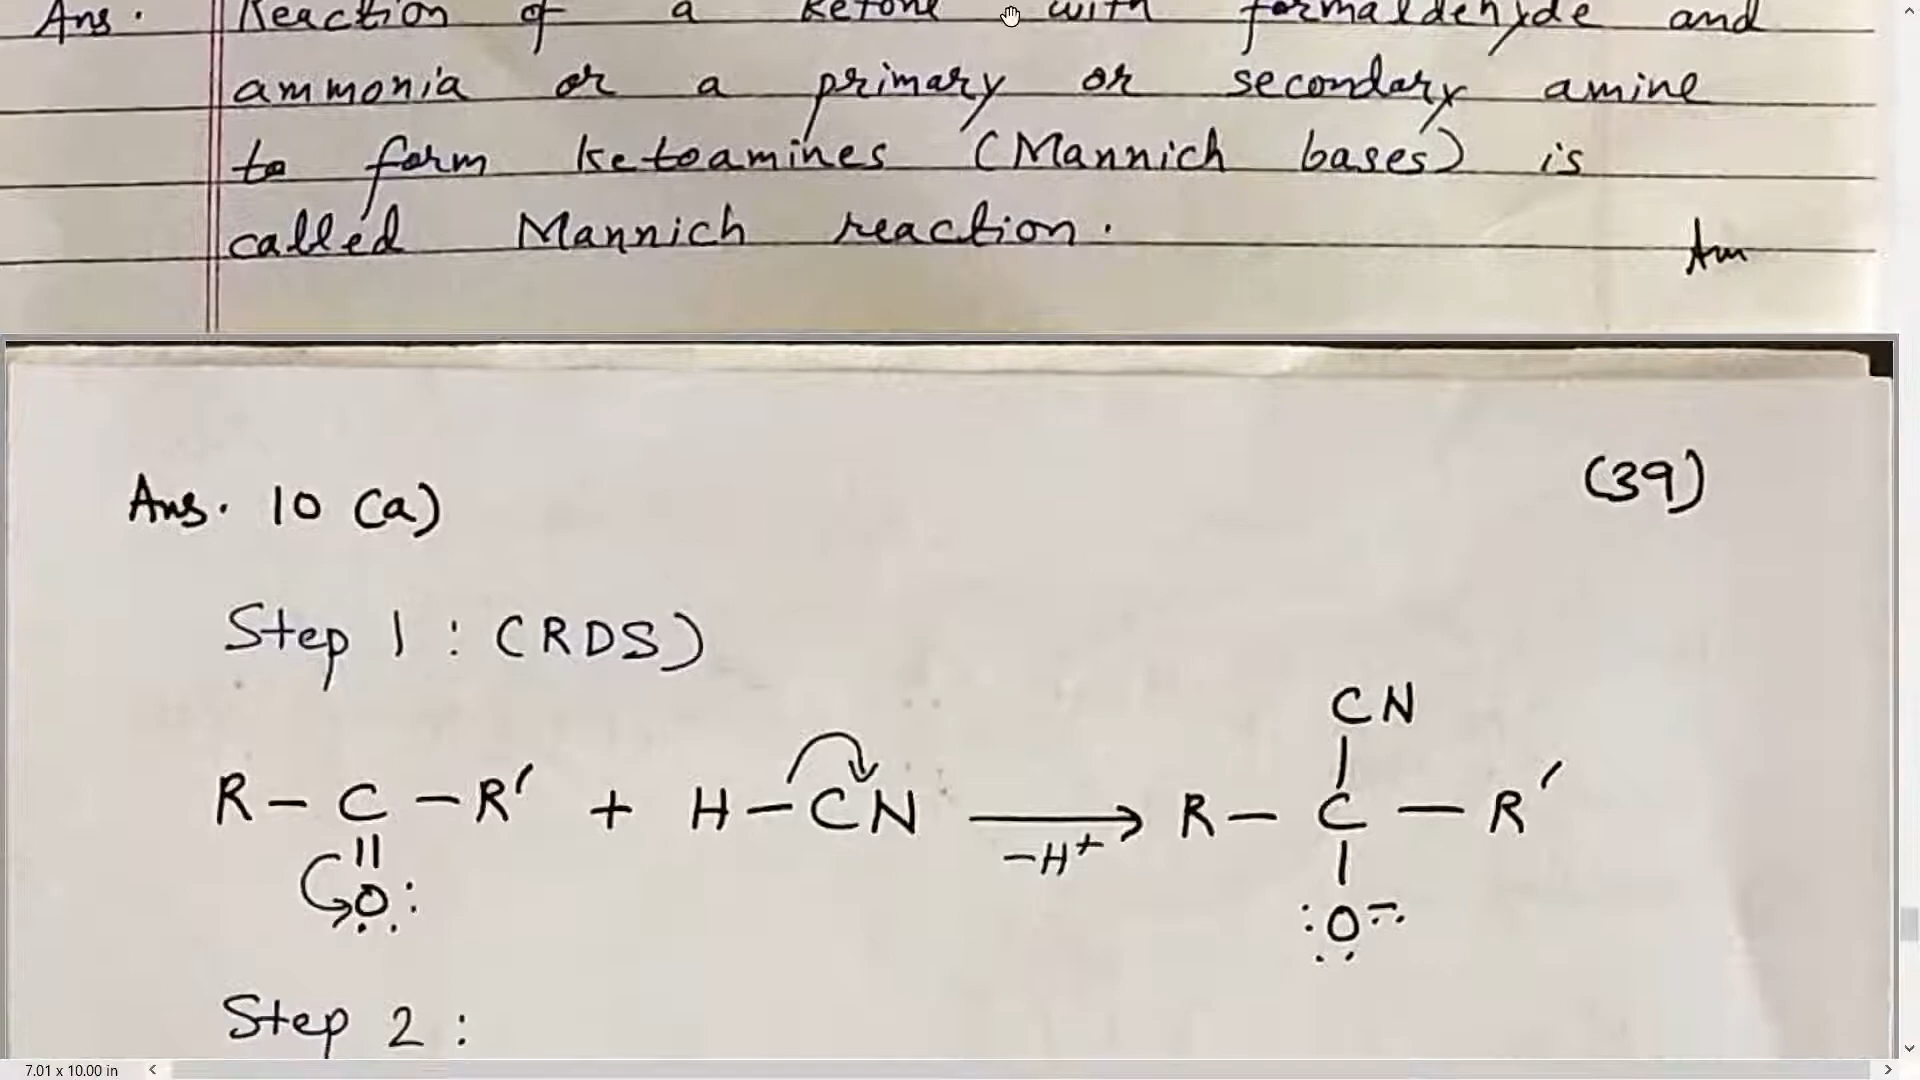 Ans. Reaction of a ketone with formaldehyde and
ammonia or a primary or secondary amine
to form ketoamines (Mannich bases) is
called Mannich reaction.
Ans
(39)
Ans. 10 (a)
Step 1 : (RDS)
CN
R – C – R' + H – CN ⟶ R – C – R'
–H⁺
:O: :O:⁻
Step 2 :
7.01 x 10.00 in